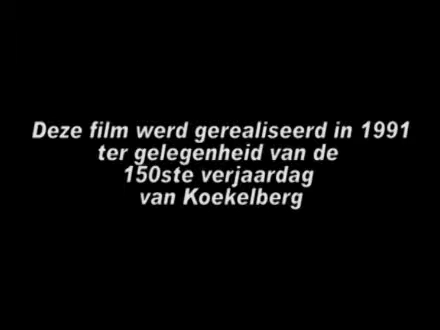 Deze film werd gerealiseerd in 1991
ter gelegenheid van de
150ste verjaardag
van Koekelberg